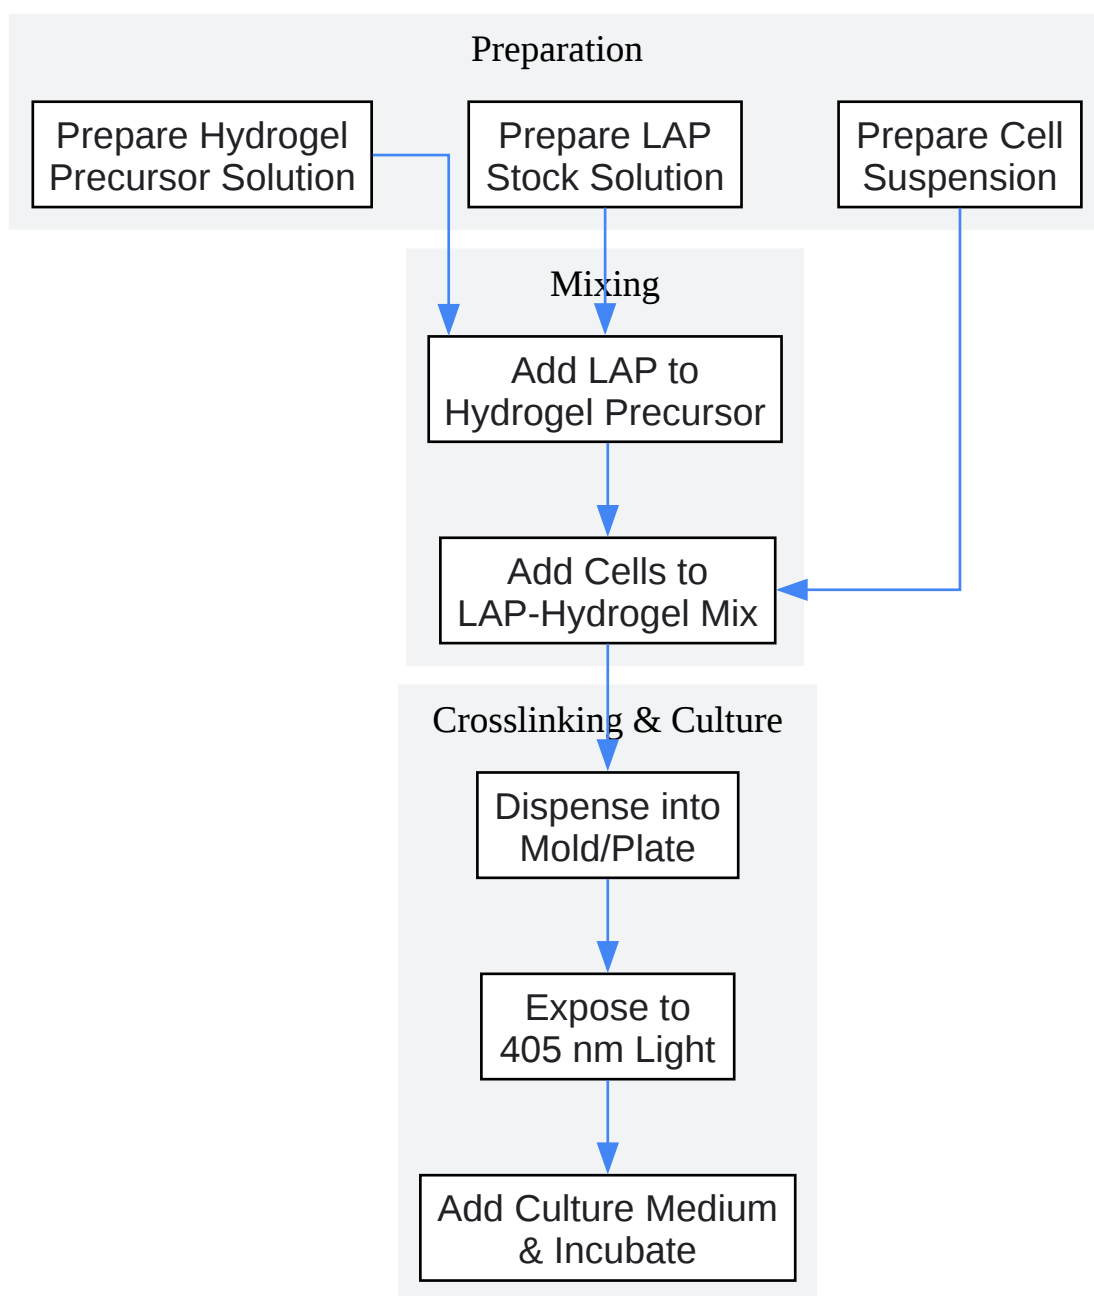 Preparation
Prepare Hydrogel
Precursor Solution
Prepare LAP
Stock Solution
Prepare Cell
Suspension
Mixing
Add LAP to
Hydrogel Precursor
Add Cells to
LAP-Hydrogel Mix
Crosslinking & Culture
Dispense into
Mold/Plate
Expose to
405 nm Light
Add Culture Medium
& Incubate